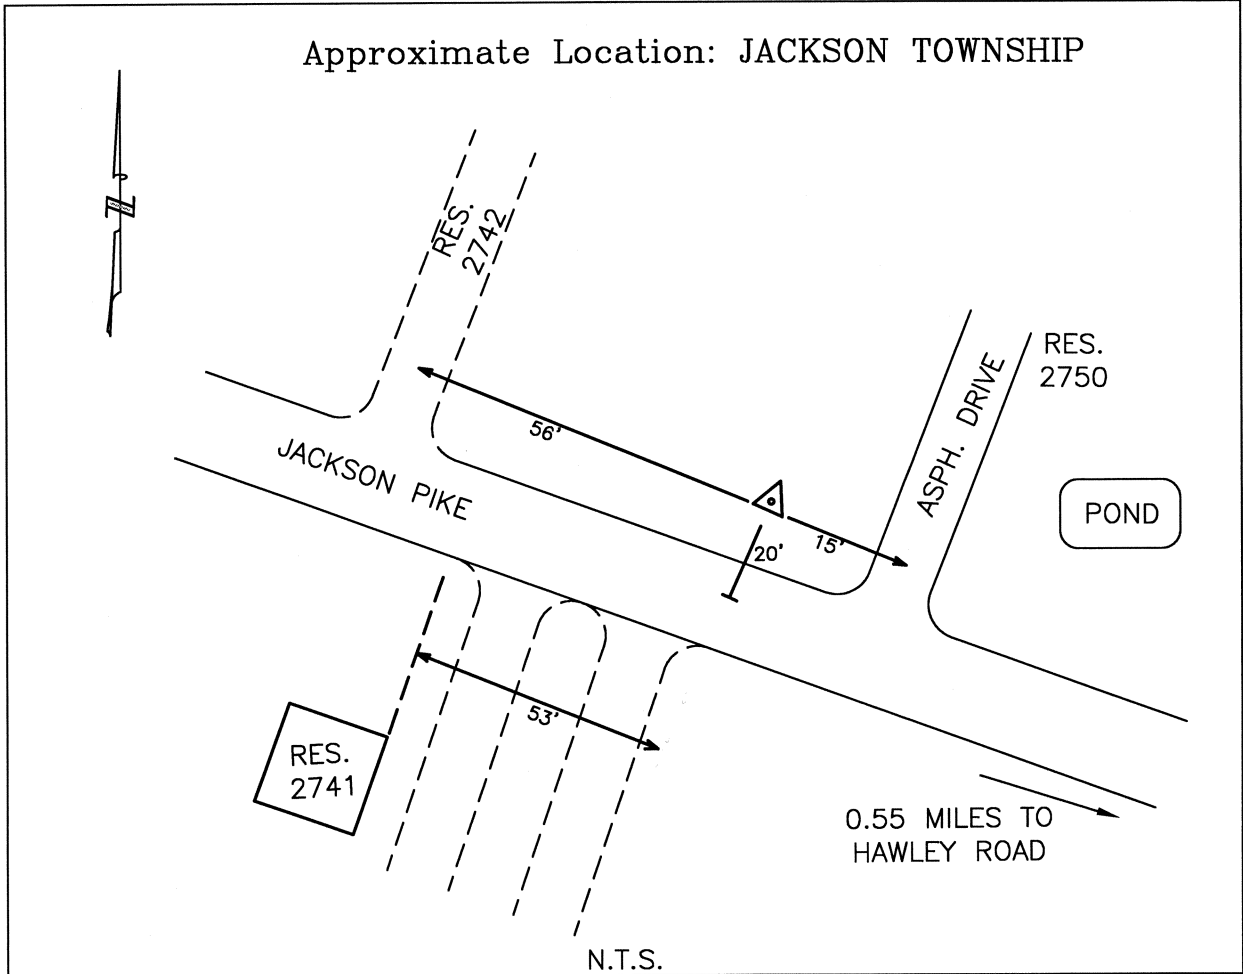 Approximate Location: JACKSON TOWNSHIP
N
RES.
2742
RES.
2750
ASPH. DRIVE
56'
JACKSON PIKE
POND
15'
20'
53'
RES.
2741
0.55 MILES TO
HAWLEY ROAD
N.T.S.